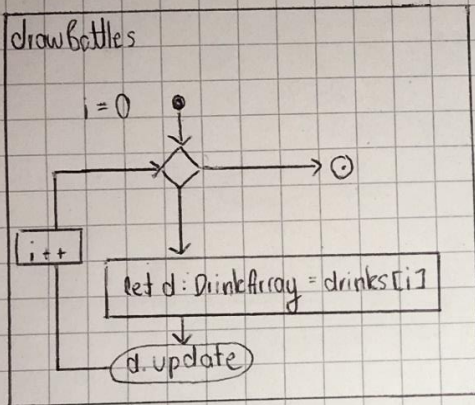 drawBottles
i = 0
i++
let d : DrinkArray = drinks[i]
d.update